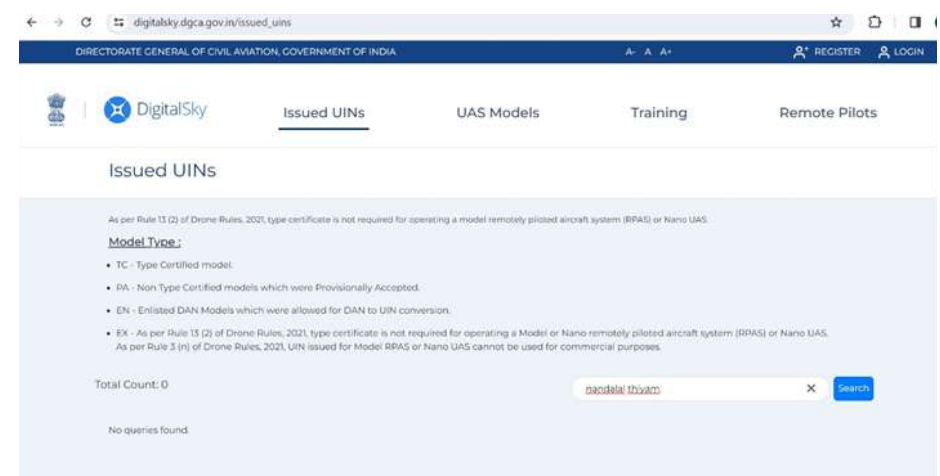 digitalsky.dgca.gov.in/issued_uins
DIRECTORATE GENERAL OF CIVIL AVIATION, GOVERNMENT OF INDIA A- A A+ REGISTER LOGIN
DigitalSky Issued UINs UAS Models Training Remote Pilots
Issued UINs
As per Rule 13 (2) of Drone Rules, 2021, type certificate is not required for operating a model remotely piloted aircraft system (RPAS) or Nano UAS.
Model Type :
• TC - Type Certified model.
• PA - Non Type Certified models which were Provisionally Accepted.
• EN - Enlisted DAN Models which were allowed for DAN to UIN conversion.
• EX - As per Rule 13 (2) of Drone Rules, 2021, type certificate is not required for operating a Model or Nano remotely piloted aircraft system (RPAS) or Nano UAS.
As per Rule 3 (n) of Drone Rules, 2021, UIN issued for Model RPAS or Nano UAS cannot be used for commercial purposes.
Total Count: 0 nandalal thiyam Search
No queries found.